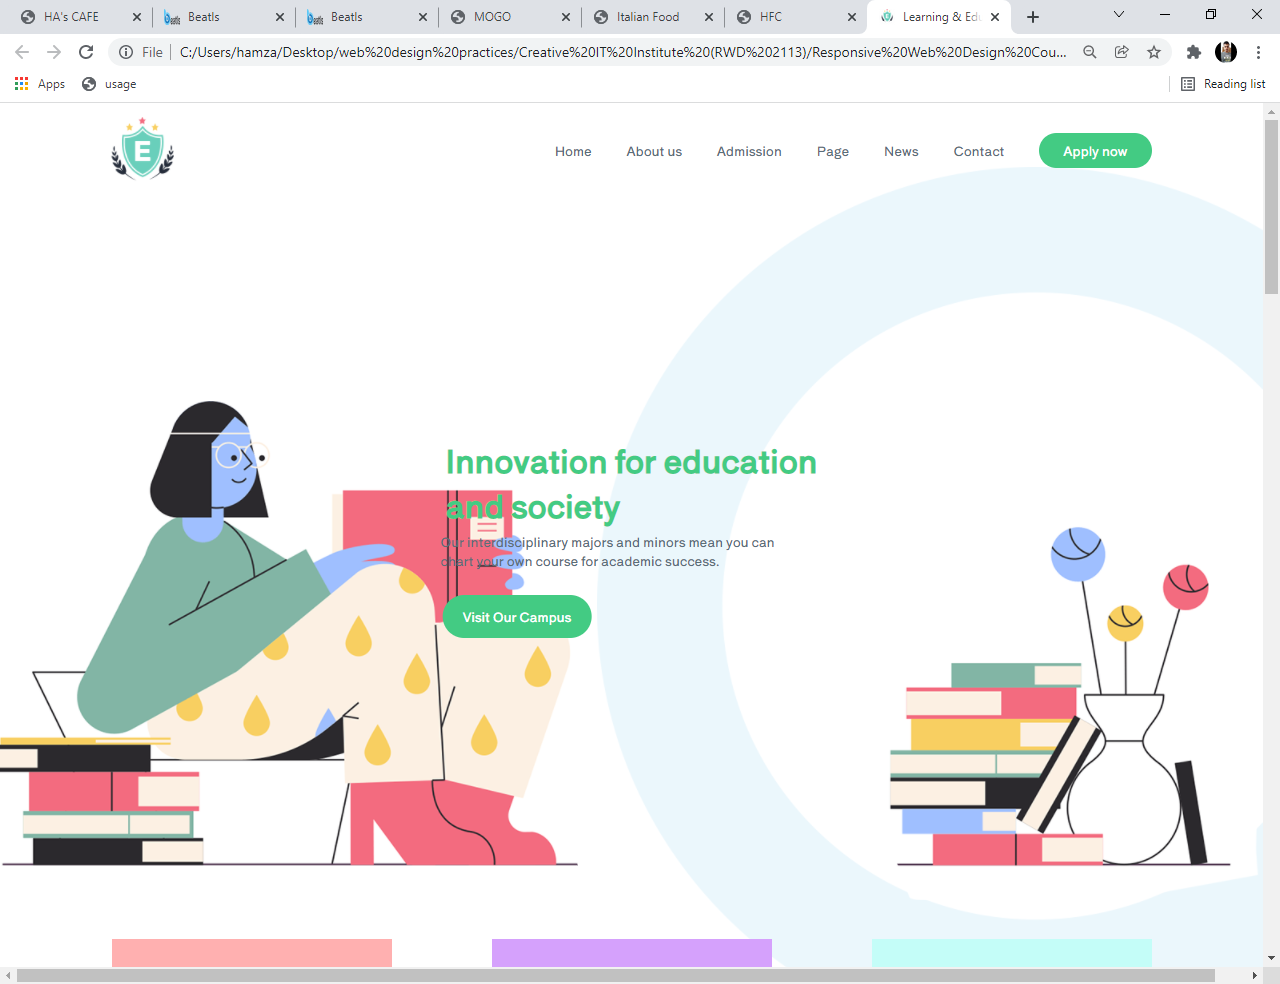 HA's CAFE
Beatls
Beatls
MOGO
Italian Food
HFC
Learning & Edu
File
C:/Users/hamza/Desktop/web%20design%20practices/Creative%20IT%20Institute%20(RWD%202113)/Responsive%20Web%20Design%20Cou...
Apps
usage
Reading list
E
Home
About us
Admission
Page
News
Contact
Apply now
Innovation for education
and society
Our interdisciplinary majors and minors mean you can
chart your own course for academic success.
Visit Our Campus